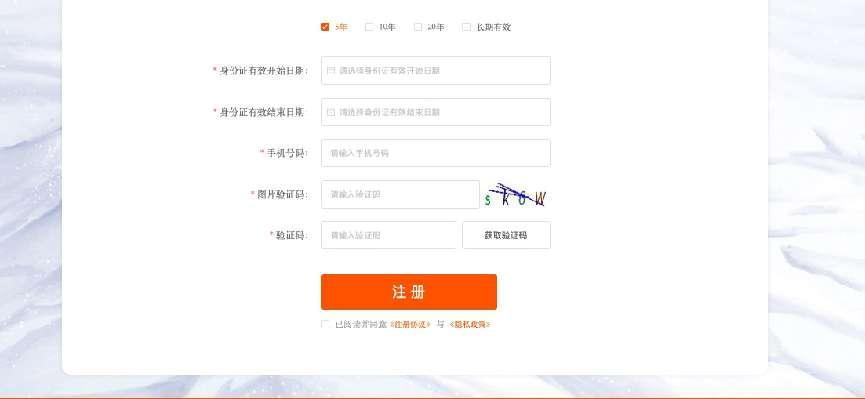 5年 10年 20年 长期有效
* 身份证有效开始日期: 请选择身份证有效开始日期
* 身份证有效结束日期 请选择身份证有效结束日期
* 手机号码: 请输入手机号码
* 图片验证码: 请输入验证码
* 验证码: 请输入验证码 获取验证码
注 册
已阅读并同意《注册协议》 与 《隐私政策》